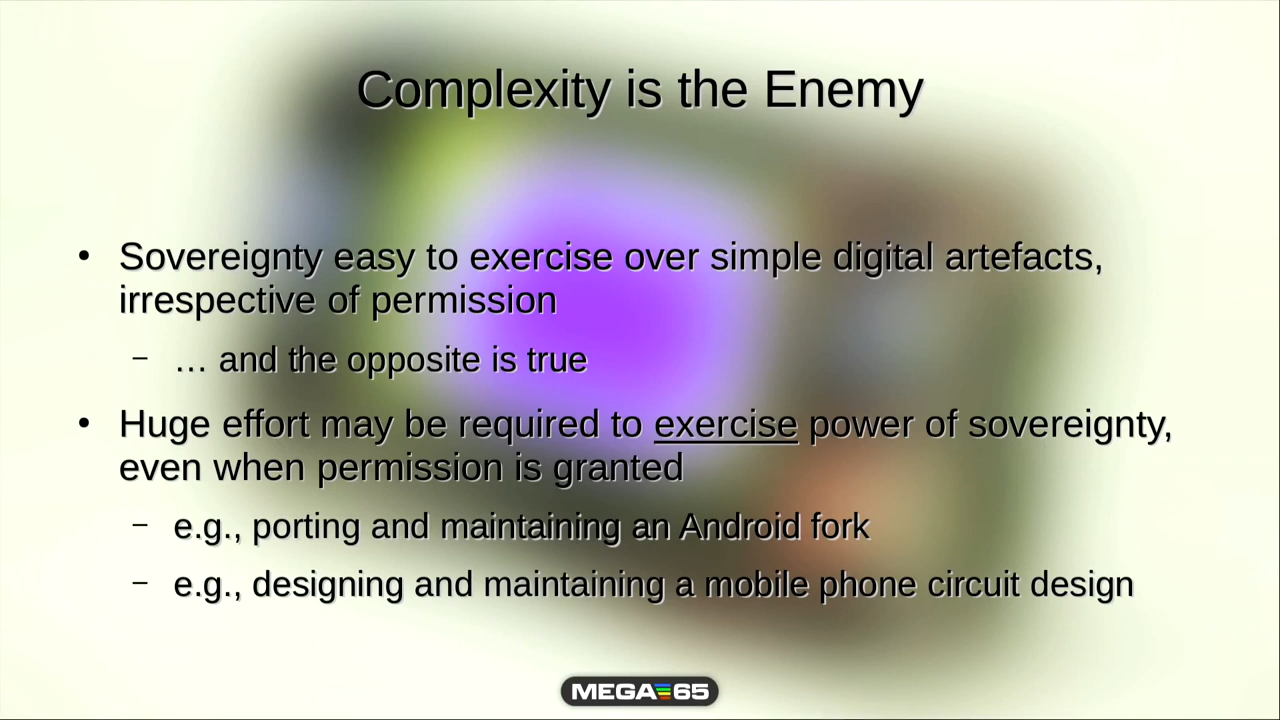 Complexity is the Enemy
• Sovereignty easy to exercise over simple digital artefacts,
irrespective of permission
– … and the opposite is true
• Huge effort may be required to exercise power of sovereignty,
even when permission is granted
– e.g., porting and maintaining an Android fork
– e.g., designing and maintaining a mobile phone circuit design
MEGA65